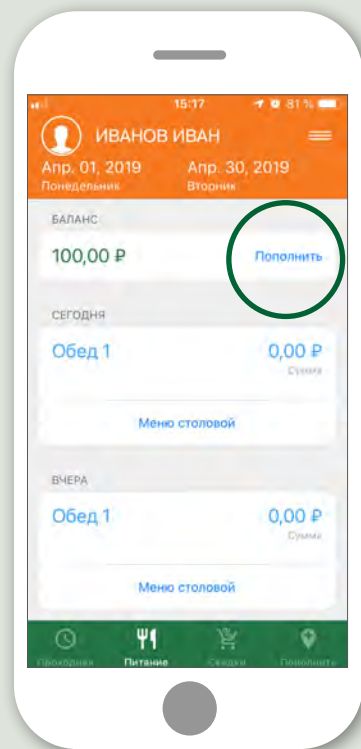 15:17 81 %
ИВАНОВ ИВАН
Апр. 01, 2019 Апр. 30, 2019
Понедельник Вторник
БАЛАНС
100,00 ₽ Пополнить
СЕГОДНЯ
Обед 1 0,00 ₽
Сумма
Меню столовой
ВЧЕРА
Обед 1 0,00 ₽
Сумма
Меню столовой
Проходная Питание Скидки Пополнить